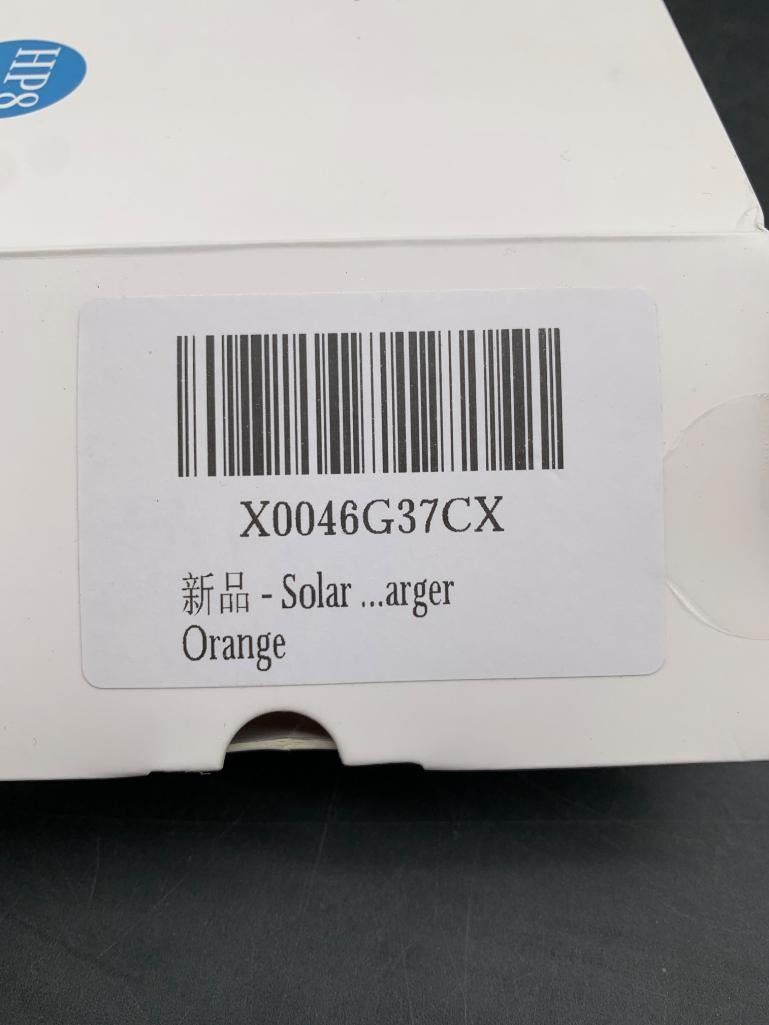 HP8
X0046G37CX
新品 - Solar ...arger
Orange